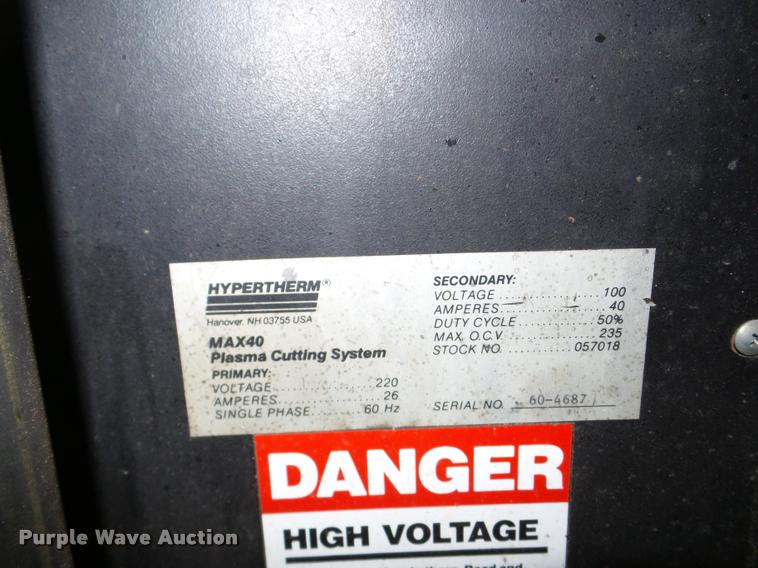 HYPERTHERM®
Hanover, NH 03755 USA
MAX40
Plasma Cutting System
PRIMARY:
VOLTAGE 220
AMPERES 26
SINGLE PHASE 60 Hz
SECONDARY:
VOLTAGE 100
AMPERES 40
DUTY CYCLE 50%
MAX. O.C.V. 235
STOCK NO. 057018
SERIAL NO. 60-4687
DANGER
HIGH VOLTAGE
Read and
Purple Wave Auction